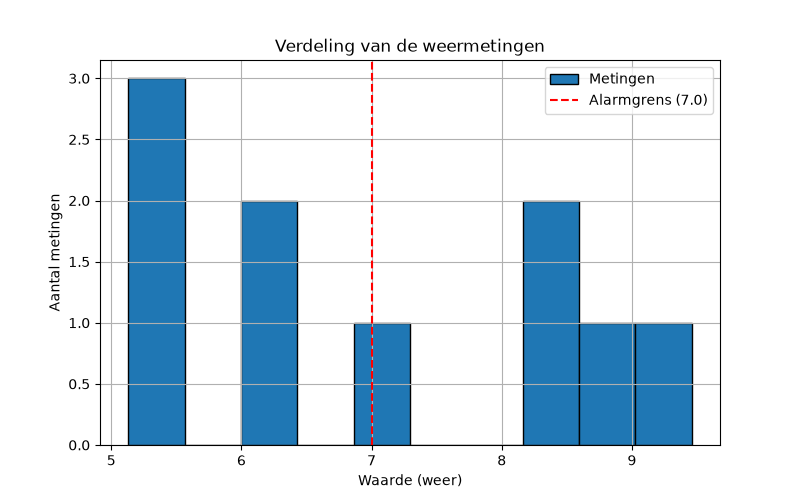 Verdeling van de weermetingen
Metingen
Alarmgrens (7.0)
3.0
2.5
2.0
1.5
1.0
0.5
0.0
Aantal metingen
5 6 7 8 9
Waarde (weer)